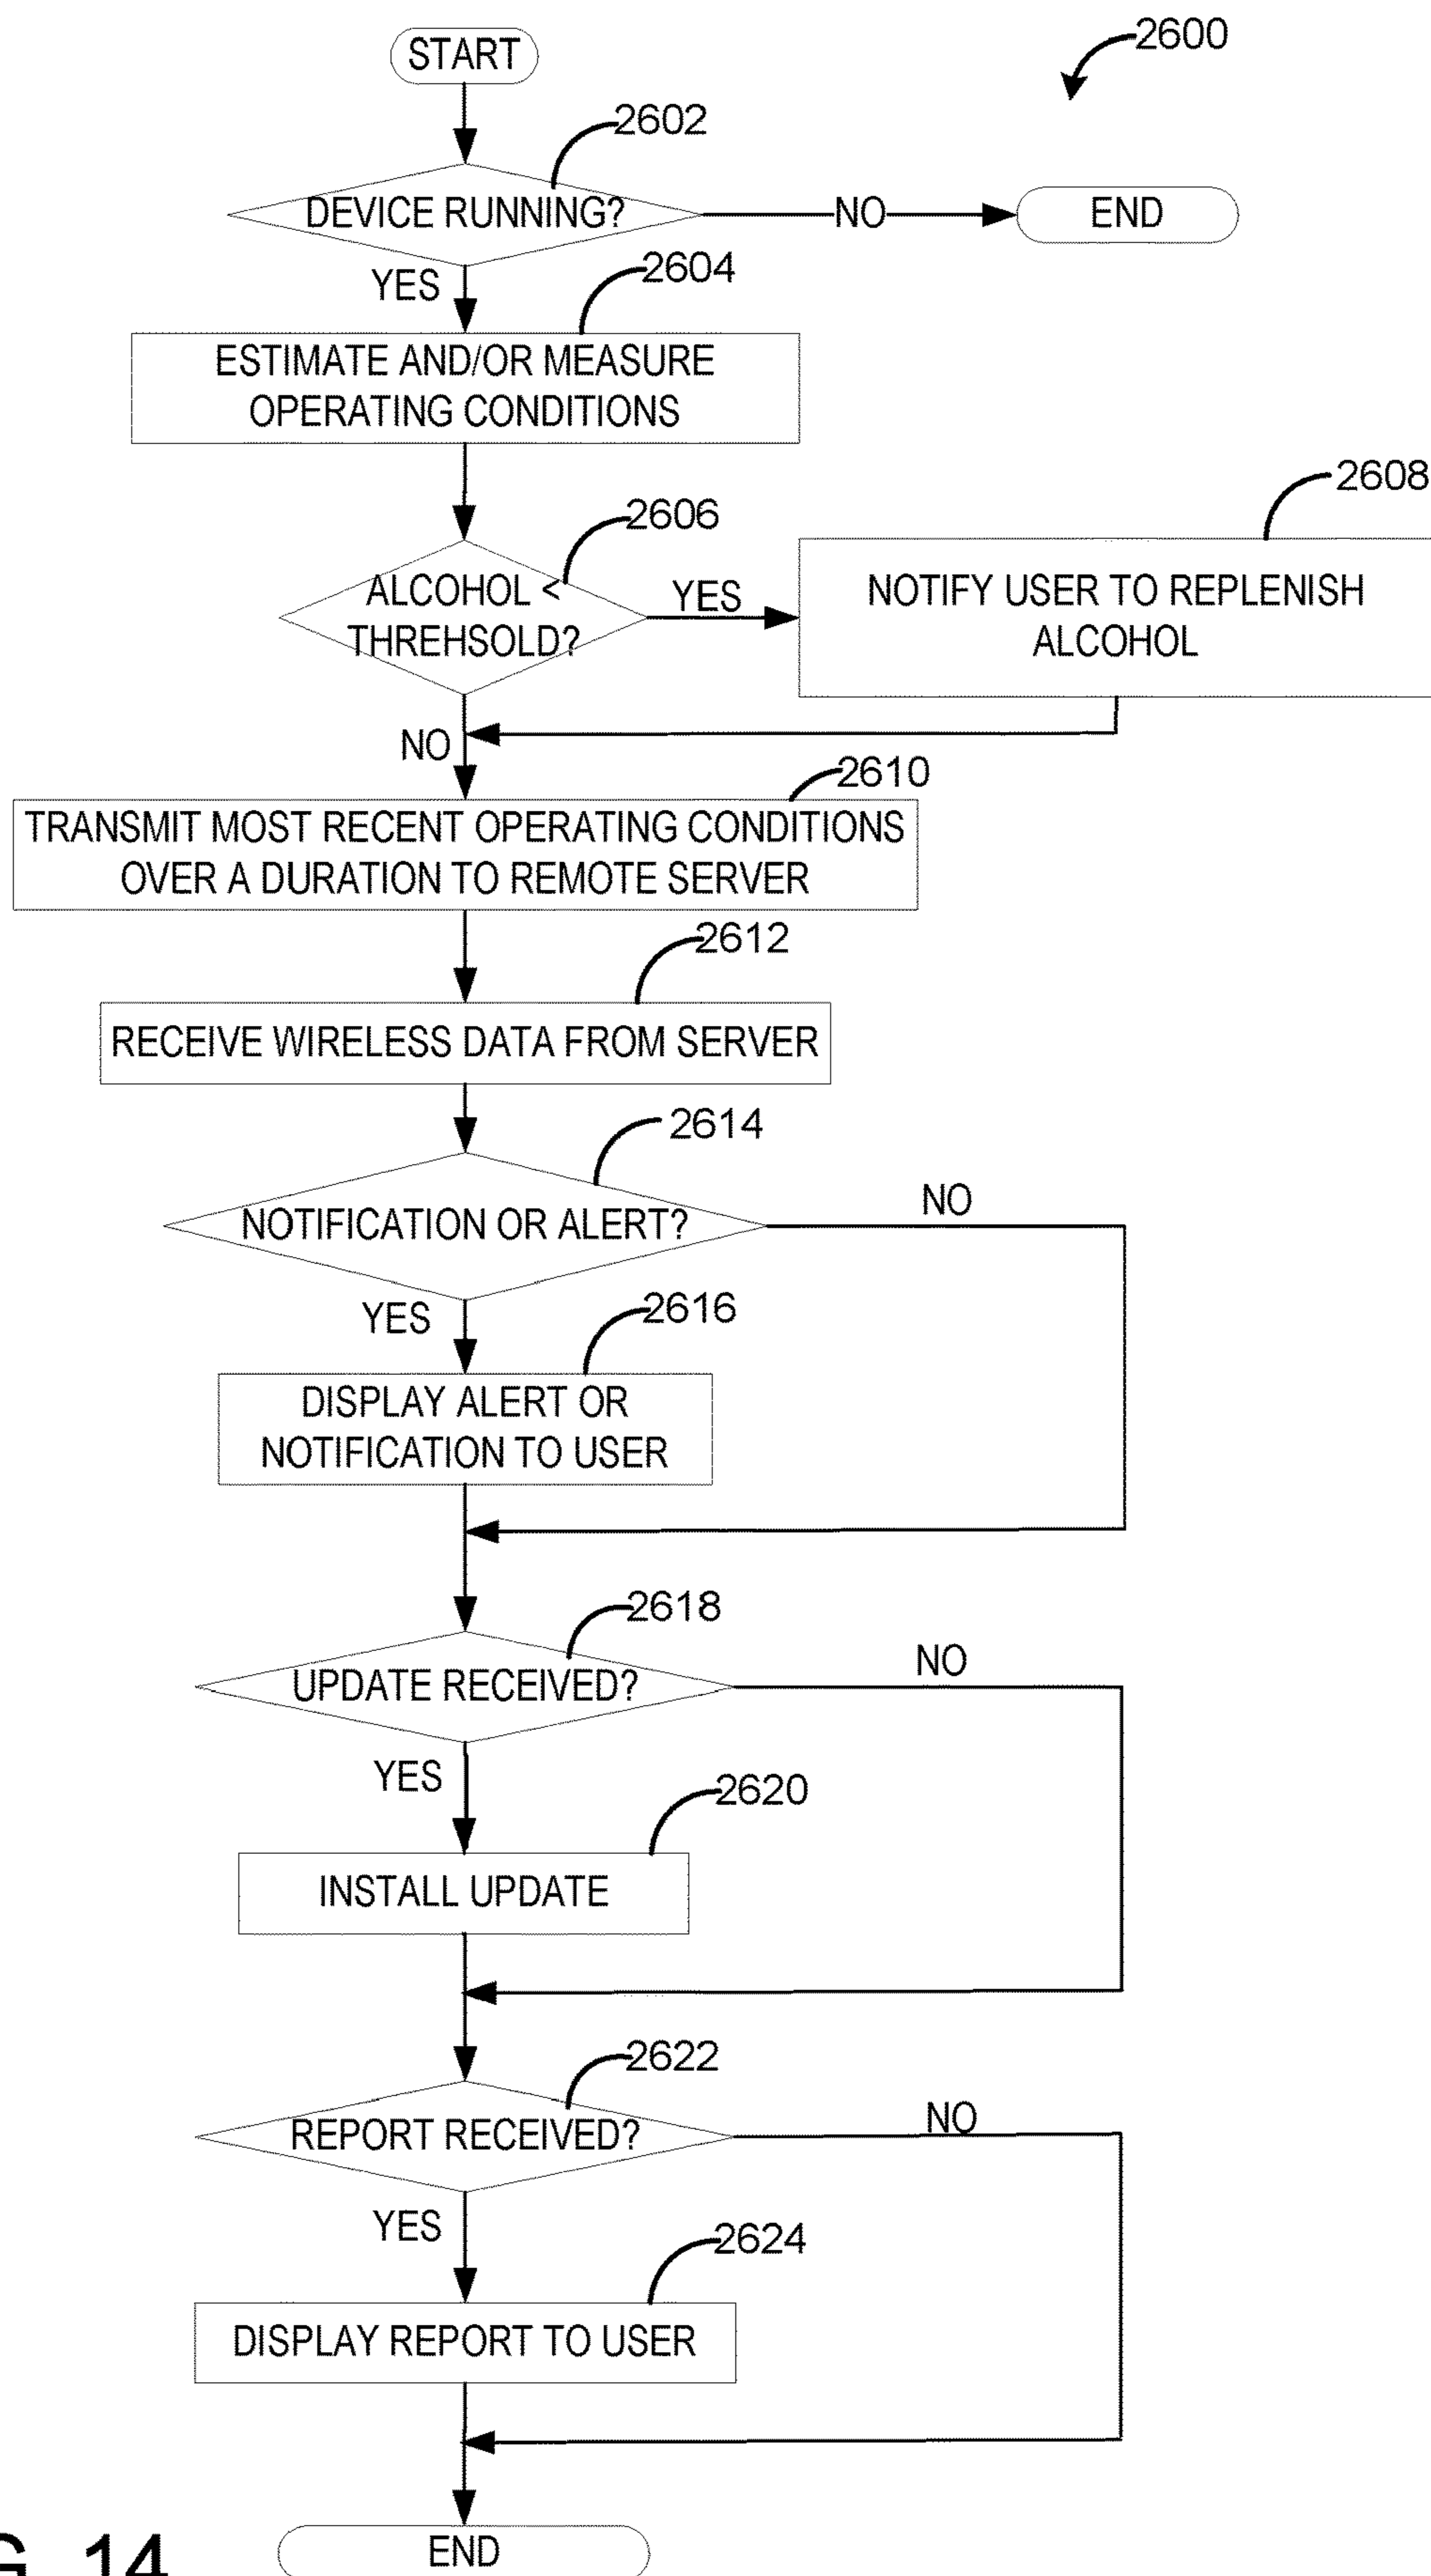 START
2600
2602
DEVICE RUNNING?
NO
END
YES
2604
ESTIMATE AND/OR MEASURE
OPERATING CONDITIONS
2606
2608
ALCOHOL <
THREHSOLD?
YES
NOTIFY USER TO REPLENISH
ALCOHOL
NO
2610
TRANSMIT MOST RECENT OPERATING CONDITIONS
OVER A DURATION TO REMOTE SERVER
2612
RECEIVE WIRELESS DATA FROM SERVER
2614
NOTIFICATION OR ALERT?
NO
YES
2616
DISPLAY ALERT OR
NOTIFICATION TO USER
2618
UPDATE RECEIVED?
NO
YES
2620
INSTALL UPDATE
2622
REPORT RECEIVED?
NO
YES
2624
DISPLAY REPORT TO USER
END
G. 14